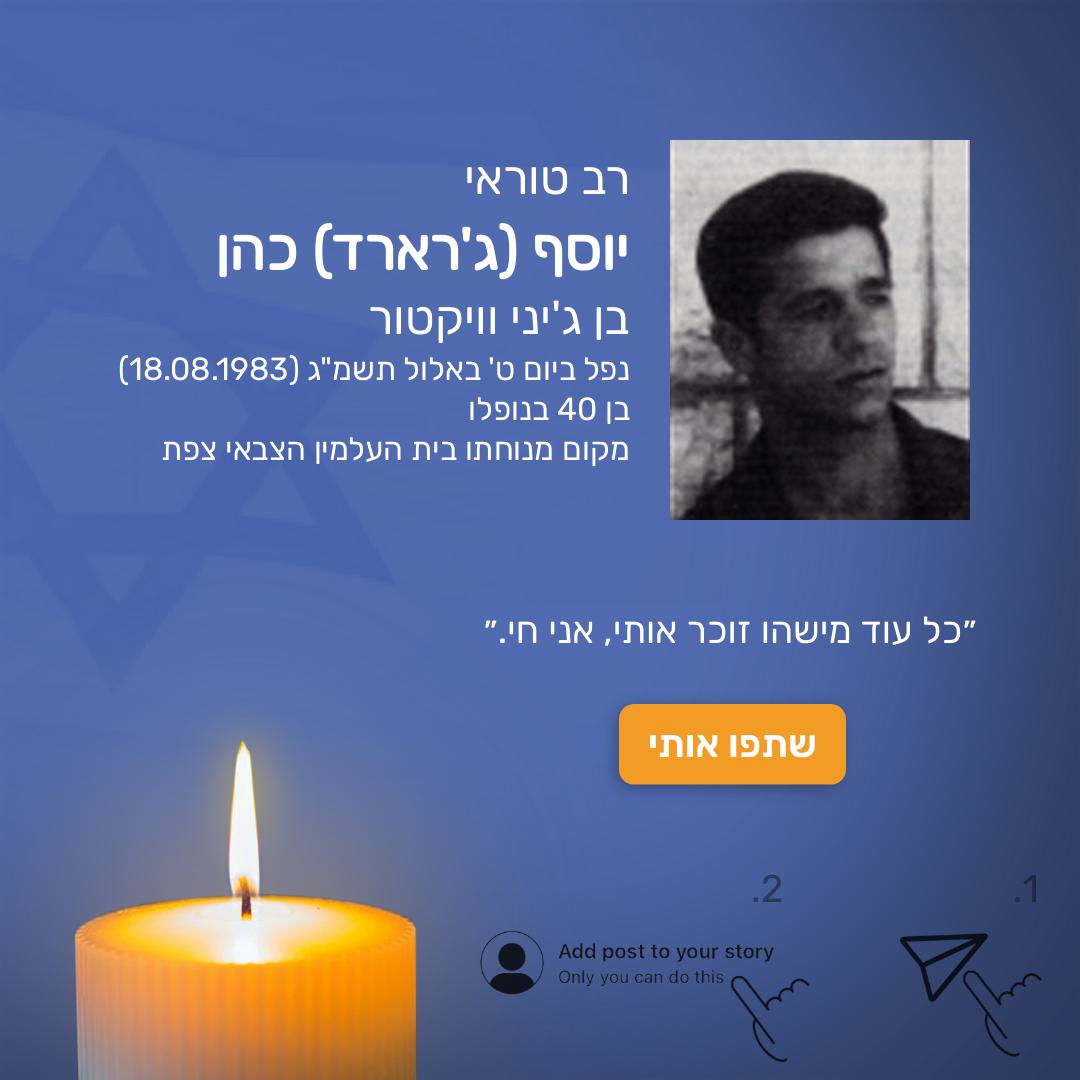 רב טוראי
יוסף (ג'רארד) כהן
בן ג'יני וויקטור
נפל ביום ט' באלול תשמ"ג (18.08.1983)
בן 40 בנופלו
מקום מנוחתו בית העלמין הצבאי צפת
״כל עוד מישהו זוכר אותי, אני חי.״
שתפו אותי
.1
.2
Add post to your story
Only you can do this